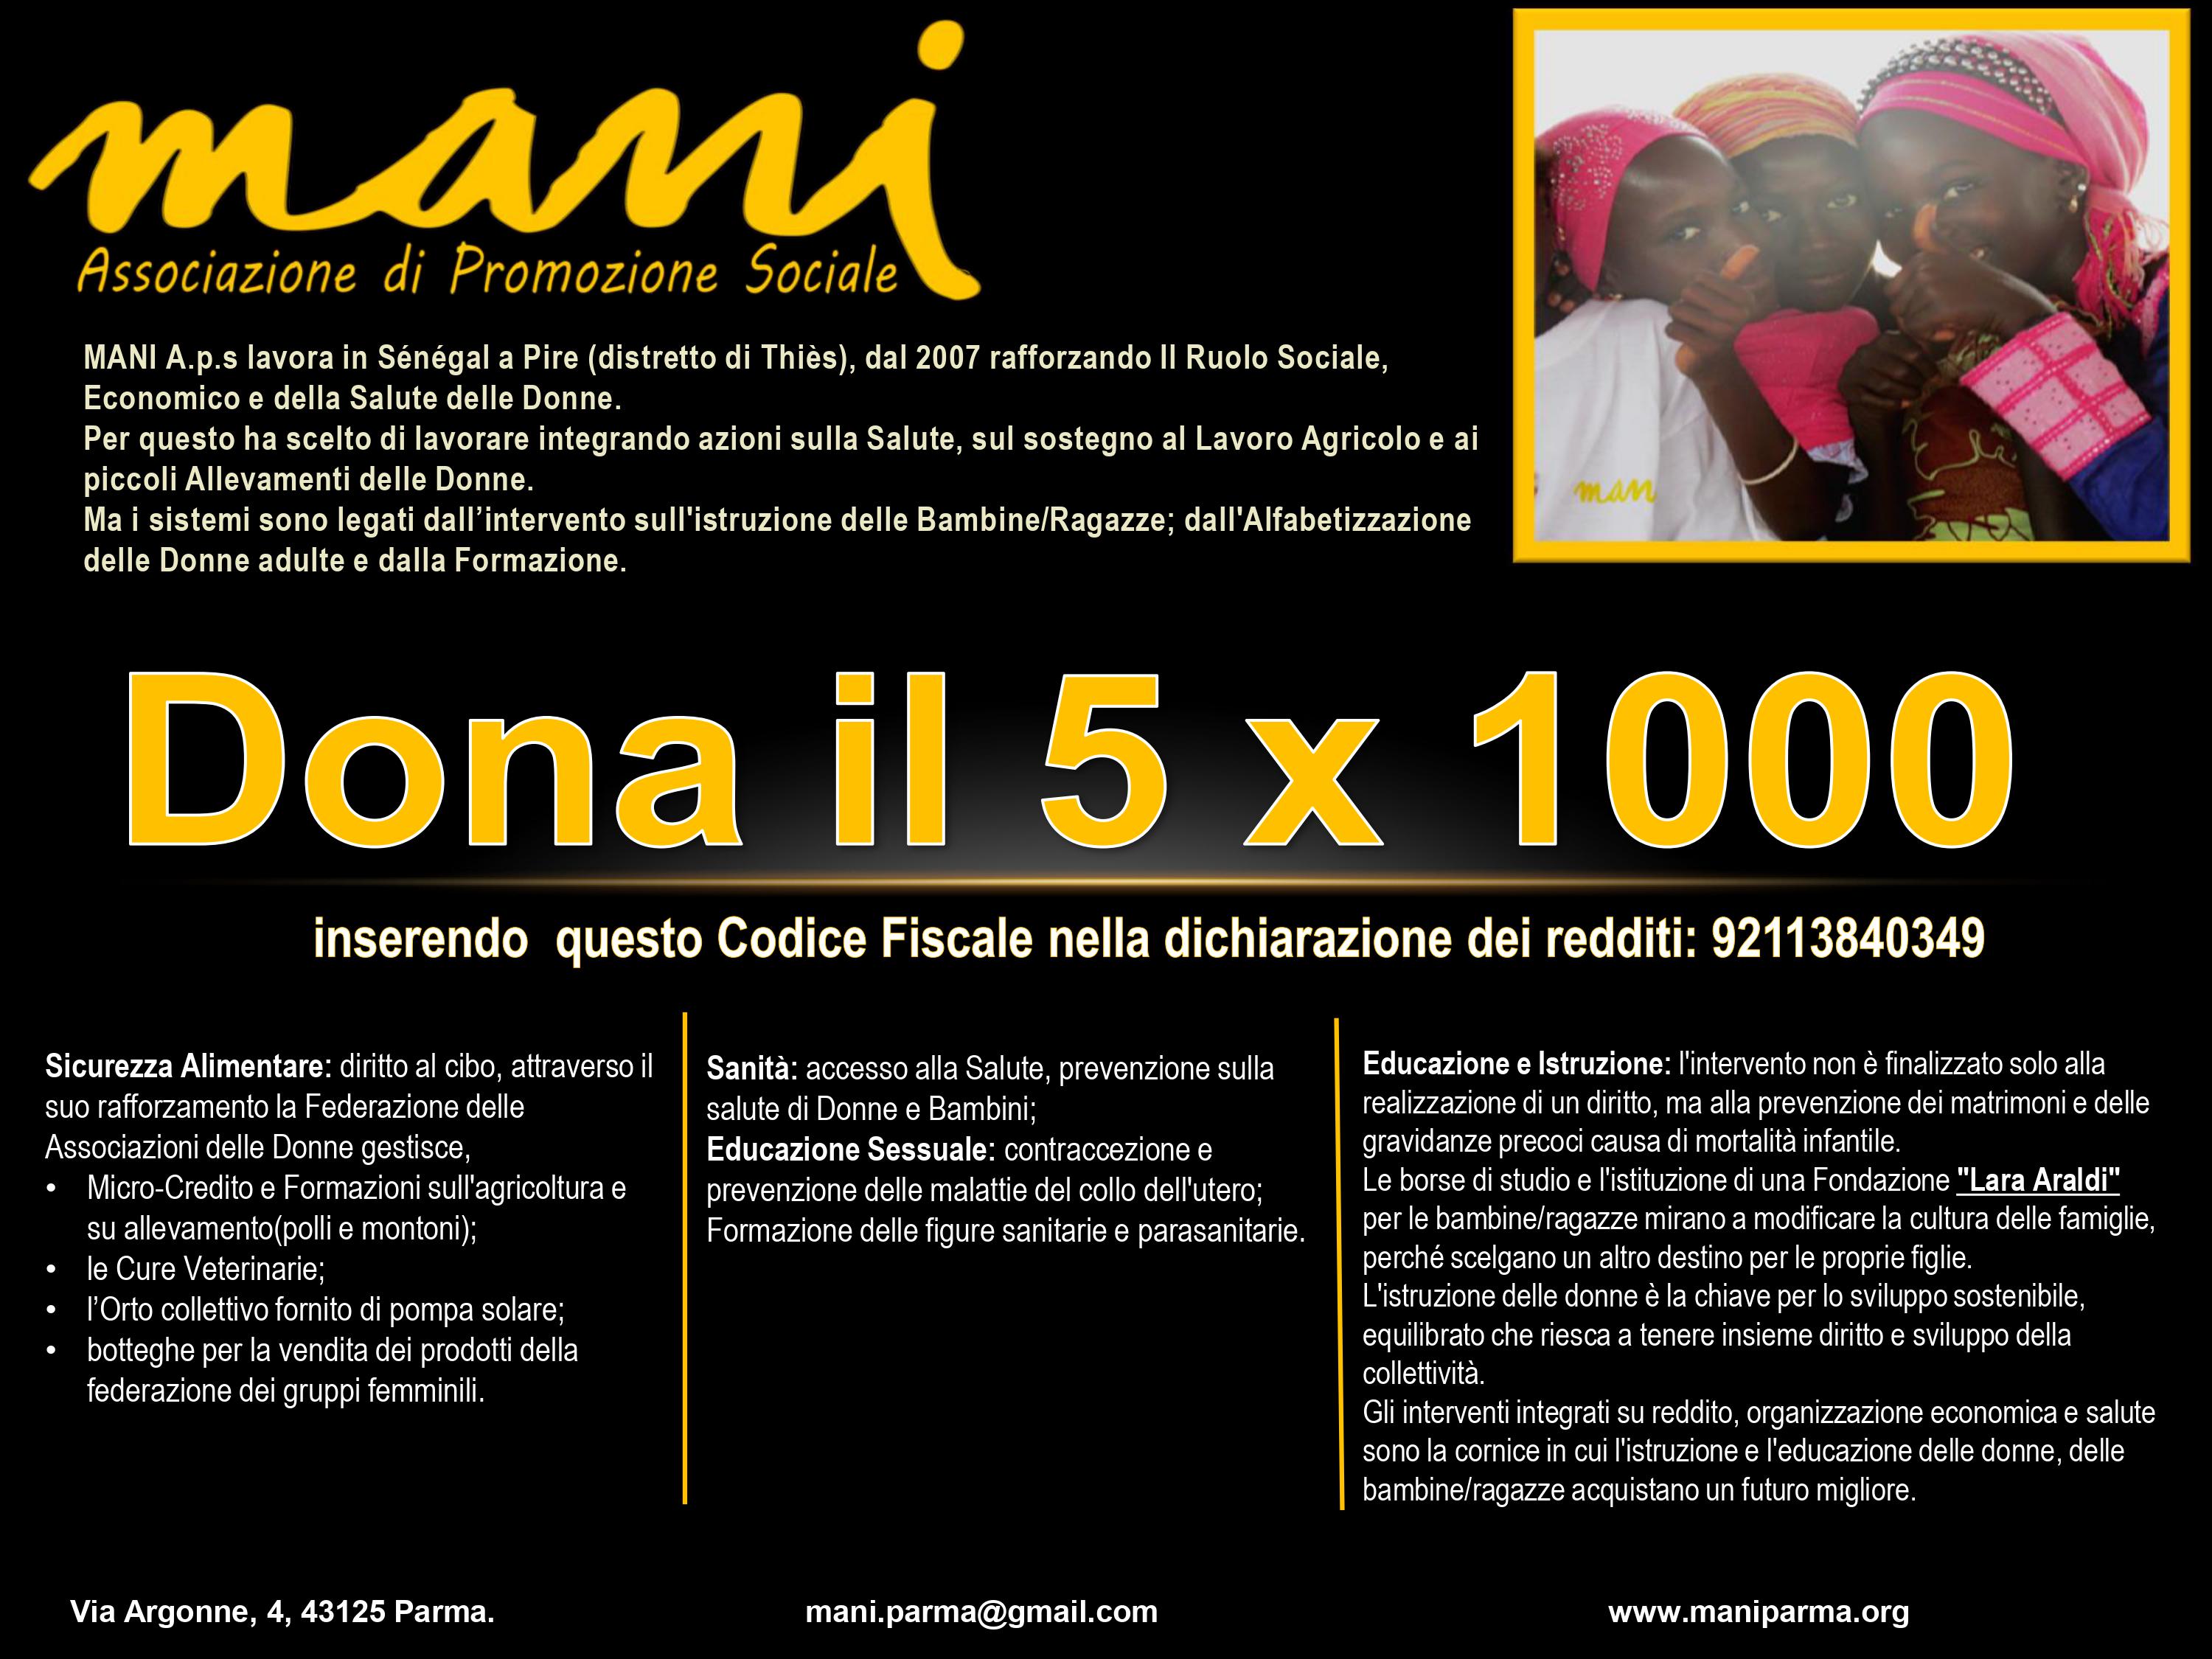 mani
Associazione di Promozione Sociale
MANI A.p.s lavora in Sénégal a Pire (distretto di Thiès), dal 2007 rafforzando Il Ruolo Sociale,
Economico e della Salute delle Donne.
Per questo ha scelto di lavorare integrando azioni sulla Salute, sul sostegno al Lavoro Agricolo e ai
piccoli Allevamenti delle Donne.
Ma i sistemi sono legati dall’intervento sull'istruzione delle Bambine/Ragazze; dall'Alfabetizzazione
delle Donne adulte e dalla Formazione.
man
Dona il 5 x 1000
inserendo  questo Codice Fiscale nella dichiarazione dei redditi: 92113840349
Sicurezza Alimentare: diritto al cibo, attraverso il
suo rafforzamento la Federazione delle
Associazioni delle Donne gestisce,
• Micro-Credito e Formazioni sull'agricoltura e
su allevamento(polli e montoni);
• le Cure Veterinarie;
• l’Orto collettivo fornito di pompa solare;
• botteghe per la vendita dei prodotti della
federazione dei gruppi femminili.
Sanità: accesso alla Salute, prevenzione sulla
salute di Donne e Bambini;
Educazione Sessuale: contraccezione e
prevenzione delle malattie del collo dell'utero;
Formazione delle figure sanitarie e parasanitarie.
Educazione e Istruzione: l'intervento non è finalizzato solo alla
realizzazione di un diritto, ma alla prevenzione dei matrimoni e delle
gravidanze precoci causa di mortalità infantile.
Le borse di studio e l'istituzione di una Fondazione "Lara Araldi"
per le bambine/ragazze mirano a modificare la cultura delle famiglie,
perché scelgano un altro destino per le proprie figlie.
L'istruzione delle donne è la chiave per lo sviluppo sostenibile,
equilibrato che riesca a tenere insieme diritto e sviluppo della
collettività.
Gli interventi integrati su reddito, organizzazione economica e salute
sono la cornice in cui l'istruzione e l'educazione delle donne, delle
bambine/ragazze acquistano un futuro migliore.
Via Argonne, 4, 43125 Parma.
mani.parma@gmail.com
www.maniparma.org